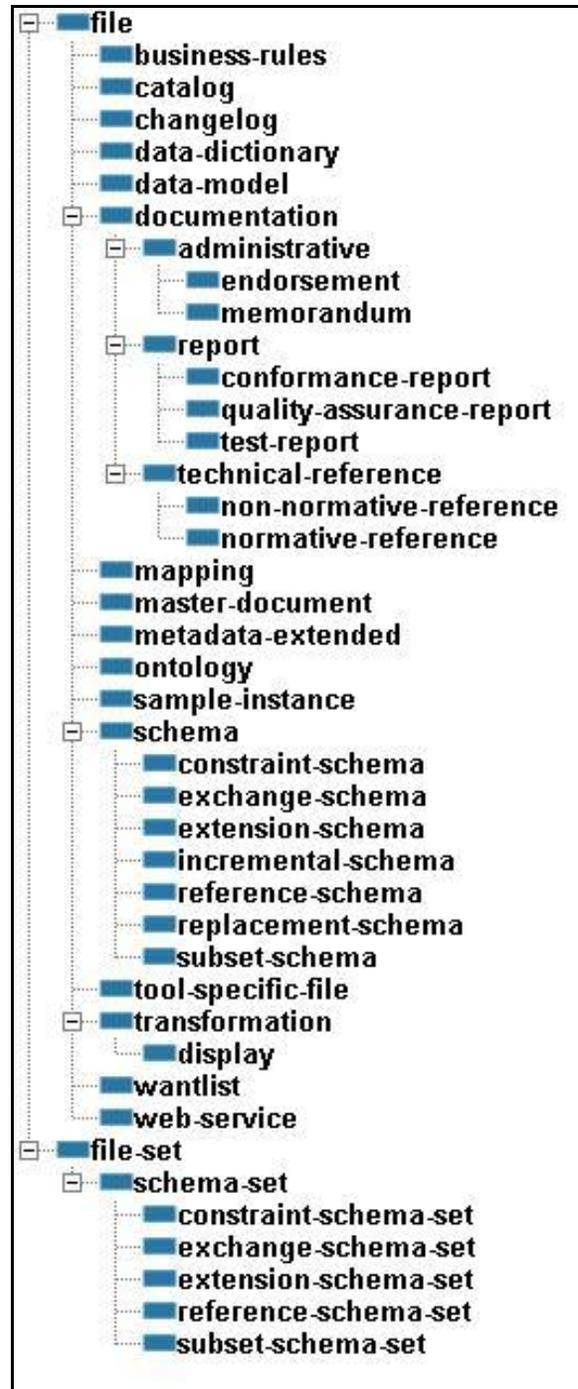 file
business-rules
catalog
changelog
data-dictionary
data-model
documentation
administrative
endorsement
memorandum
report
conformance-report
quality-assurance-report
test-report
technical-reference
non-normative-reference
normative-reference
mapping
master-document
metadata-extended
ontology
sample-instance
schema
constraint-schema
exchange-schema
extension-schema
incremental-schema
reference-schema
replacement-schema
subset-schema
tool-specific-file
transformation
display
wantlist
web-service
file-set
schema-set
constraint-schema-set
exchange-schema-set
extension-schema-set
reference-schema-set
subset-schema-set